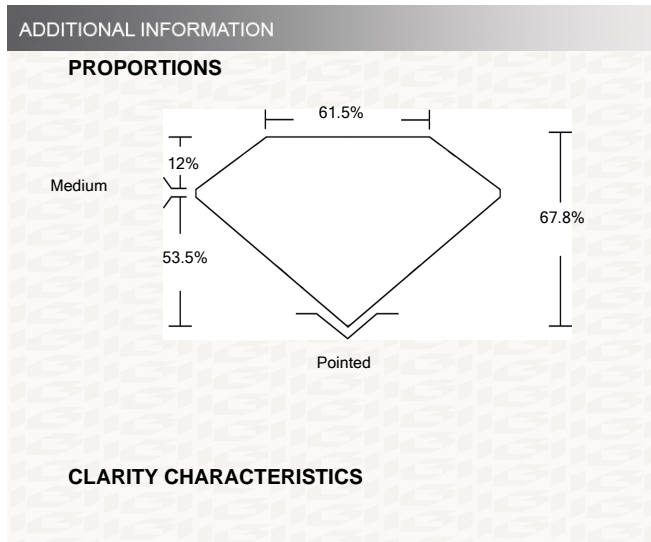 ADDITIONAL INFORMATION
PROPORTIONS
61.5%
12%
Medium
67.8%
53.5%
Pointed
CLARITY CHARACTERISTICS